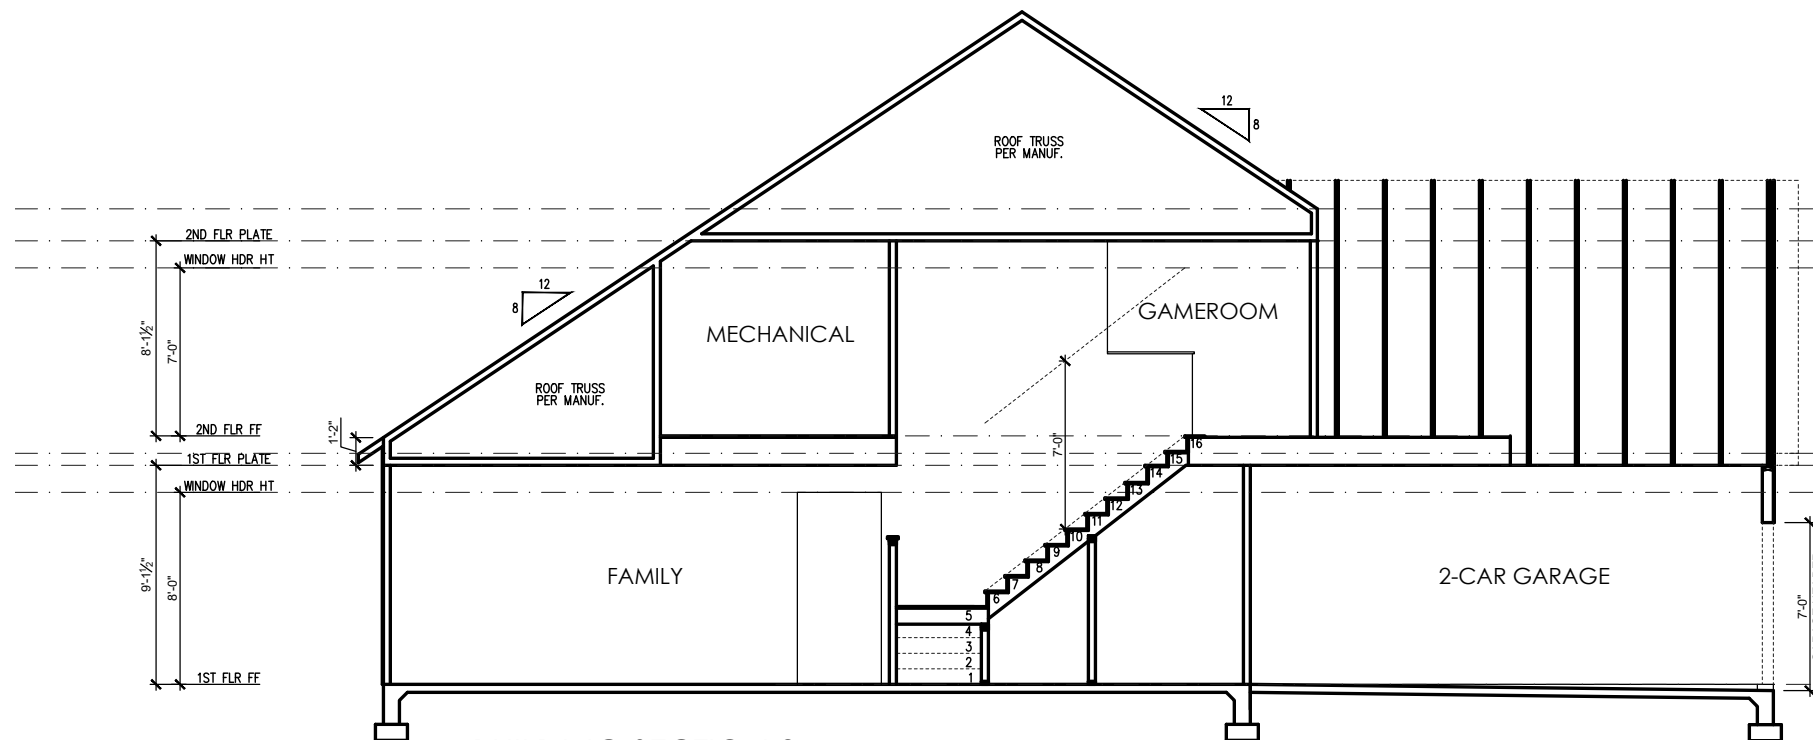 12
8
ROOF TRUSS
PER MANUF.
2ND FLR PLATE
WINDOW HDR HT
12
8
GAMEROOM
MECHANICAL
8'-1½"
7'-0"
ROOF TRUSS
PER MANUF.
2ND FLR FF
1'-2"
7'-0"
1ST FLR PLATE
WINDOW HDR HT
16
15
14
13
12
11
10
9
8
7
6
5
4
3
2
1
FAMILY
2-CAR GARAGE
9'-1½"
8'-0"
7'-0"
1ST FLR FF